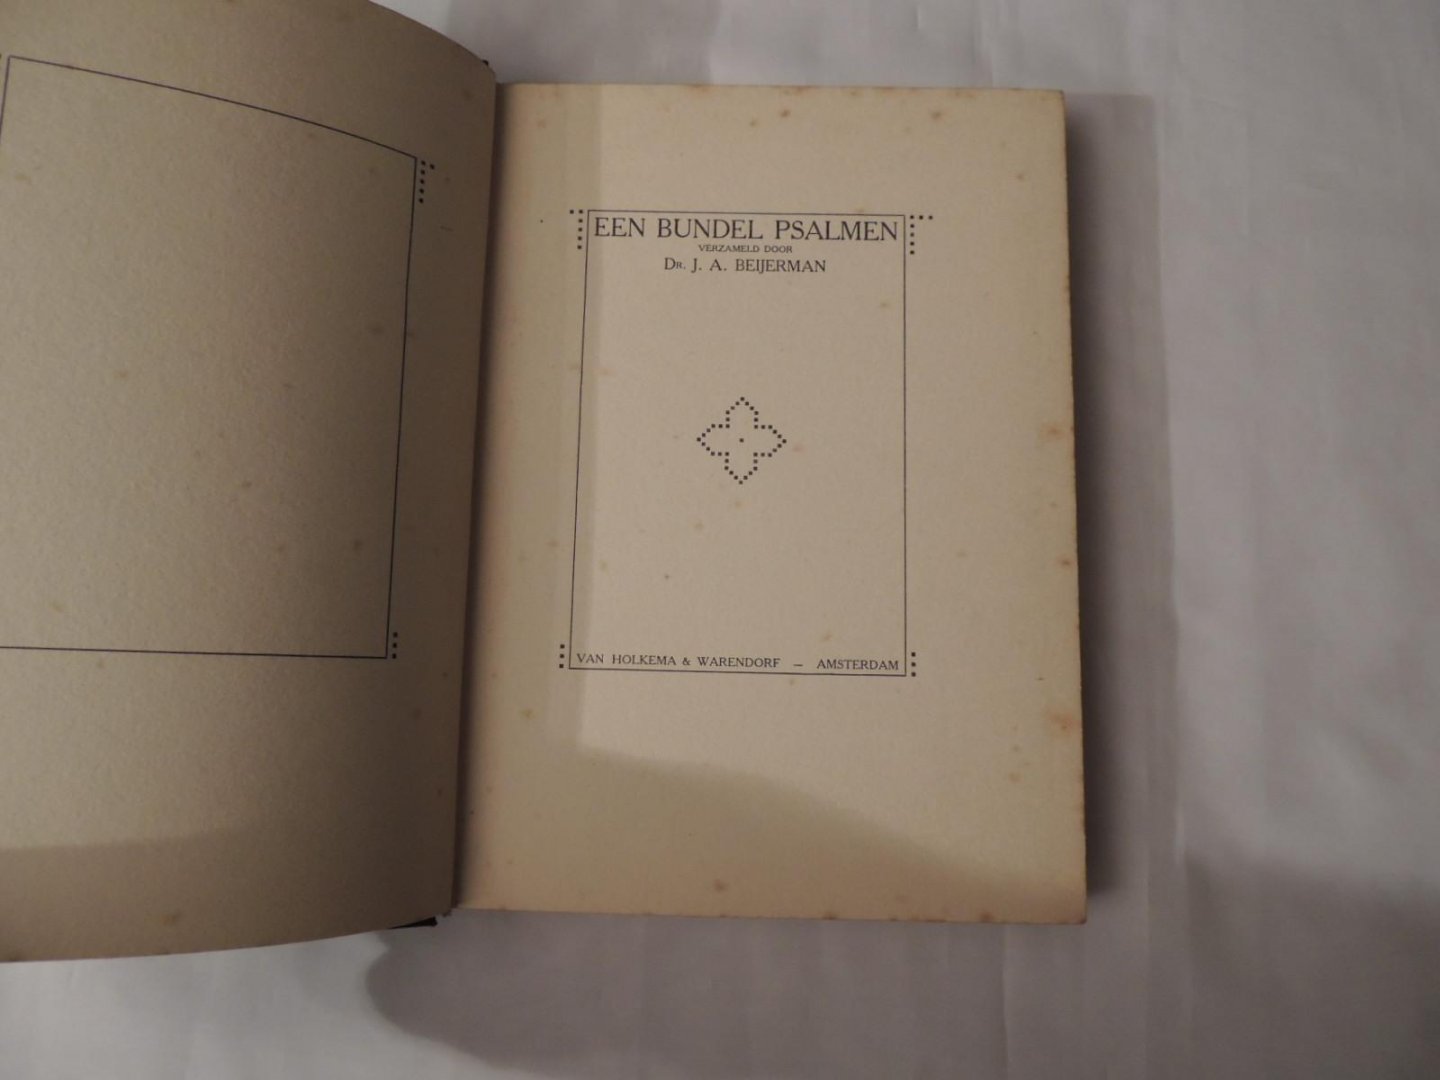 EEN BUNDEL PSALMEN
VERZAMELD DOOR
DR. J. A. BEIJERMAN
VAN HOLKEMA & WARENDORF — AMSTERDAM